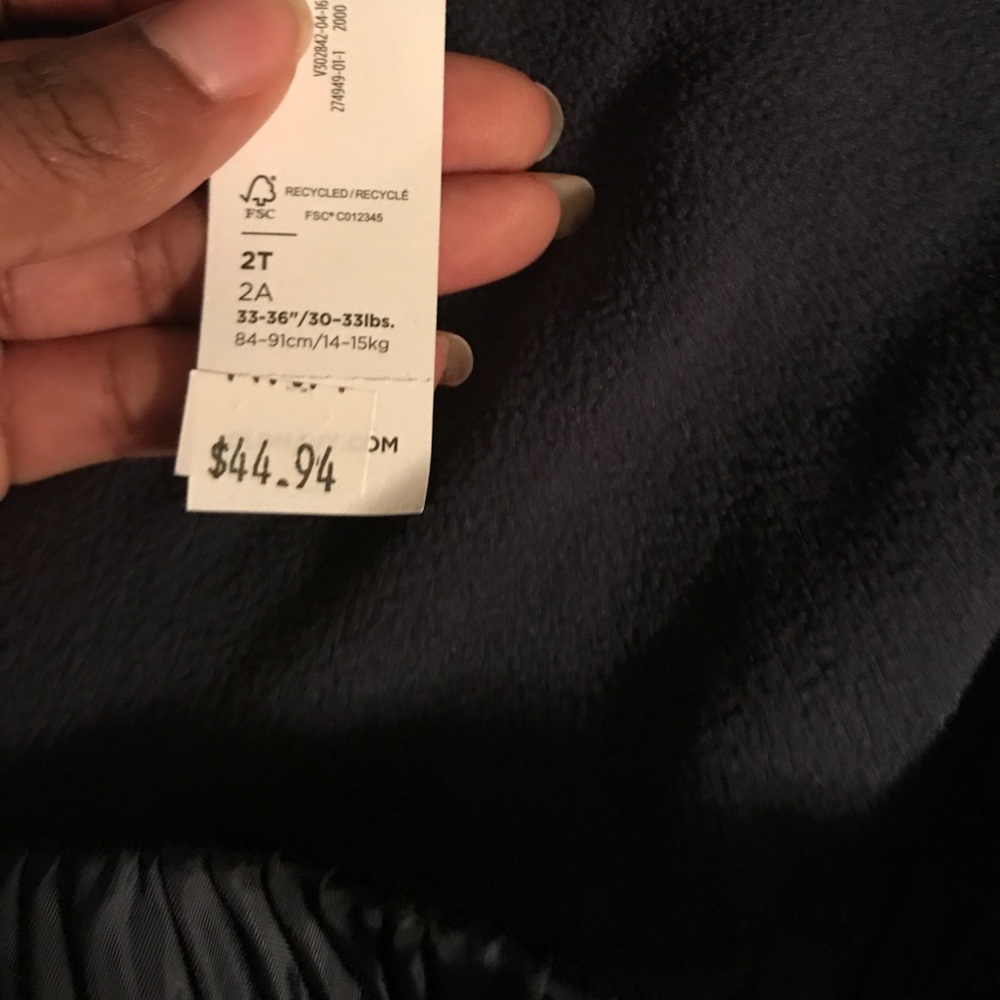 V302842-04-16
274949-01-1 2000
RECYCLED/RECYCLÉ
FSC
FSC® C012345
2T
2A
33-36"/30-33lbs.
84-91cm/14-15kg
OM
$44.94